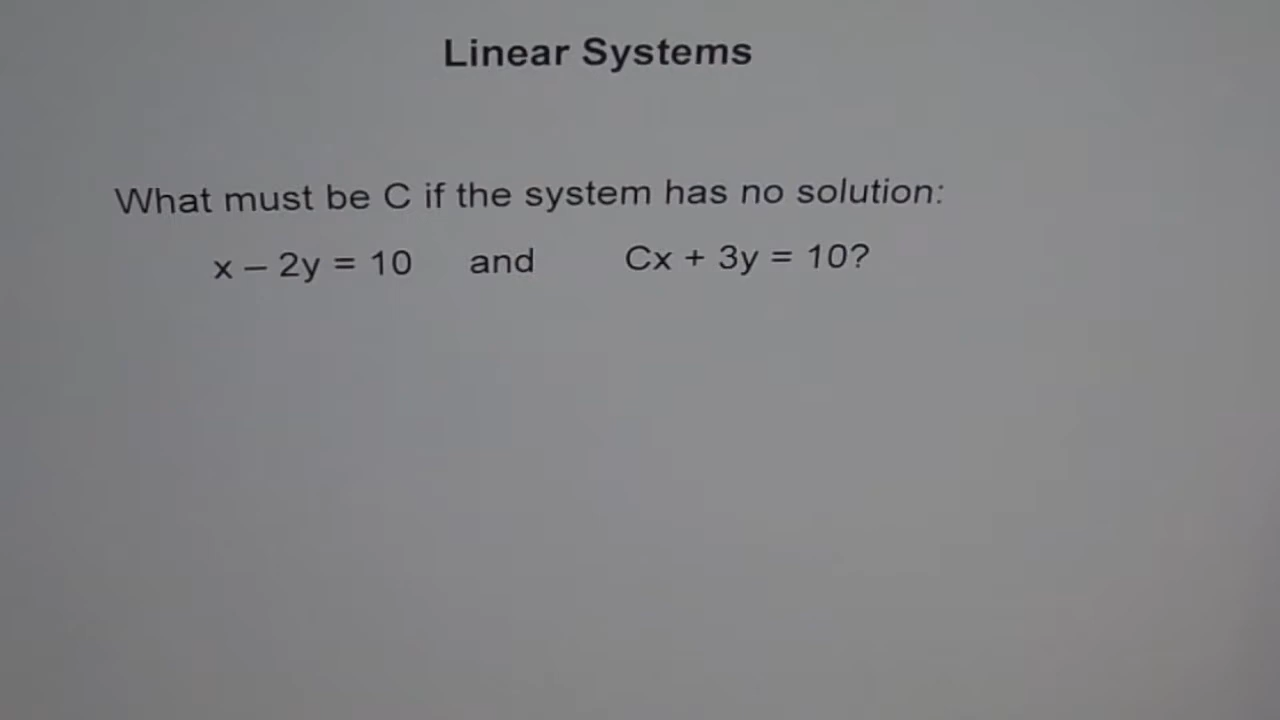 Linear Systems
What must be C if the system has no solution:
x – 2y = 10 and Cx + 3y = 10?